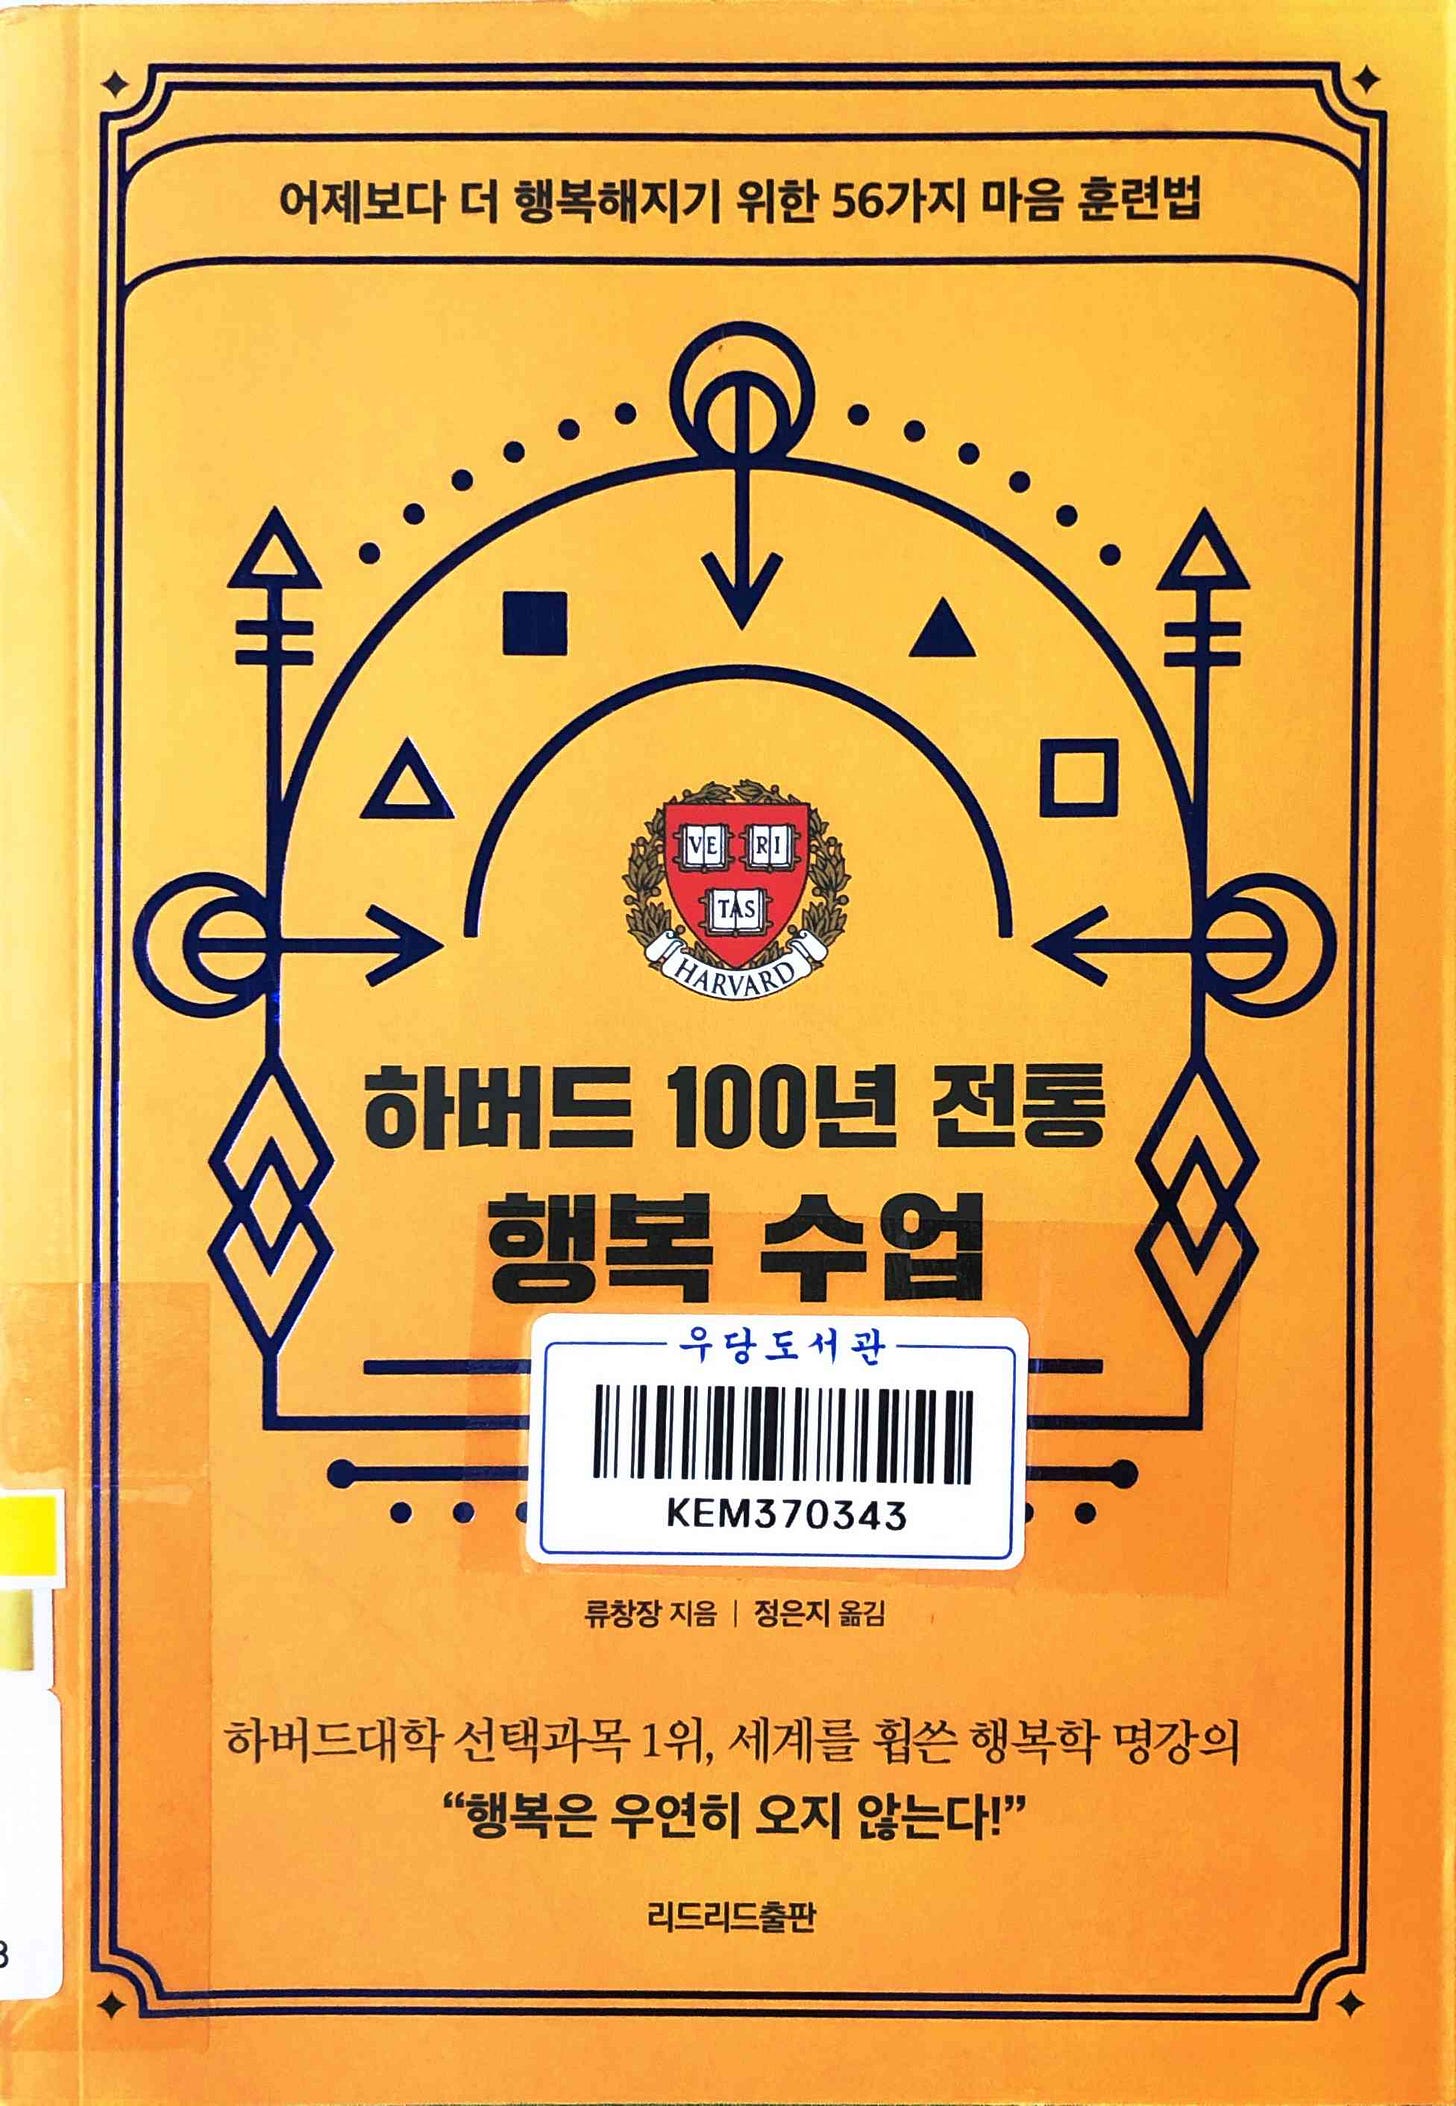 어제보다 더 행복해지기 위한 56가지 마음 훈련법
VE RI
TAS
HARVARD
하버드 100년 전통
행복 수업
우당도서관
KEM370343
류창장 지음 | 정은지 옮김
하버드대학 선택과목 1위, 세계를 휩쓴 행복학 명강의
“행복은 우연히 오지 않는다!”
리드리드출판